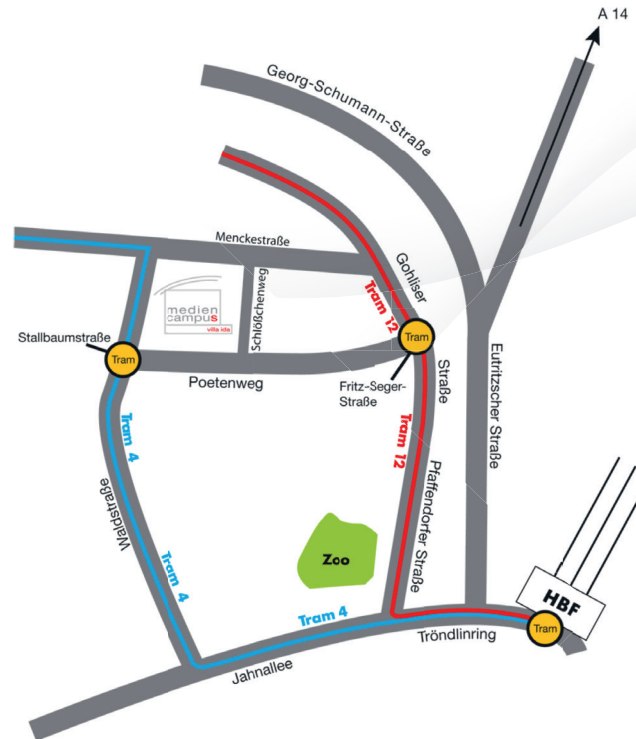 A 14
Georg-Schumann-Straße
Menckestraße
Gohliser
Tram 12
Schlößchenweg
medien
campus
villa ida
Stallbaumstraße
Tram
Tram
Poetenweg
Fritz-Seger-
Straße
Straße
Eutritzscher Straße
Tram 4
Tram 12
Pfaffendorfer Straße
Waldstraße
Zoo
Tram 4
Tram 4
HBF
Tram
Tröndlinring
Jahnallee